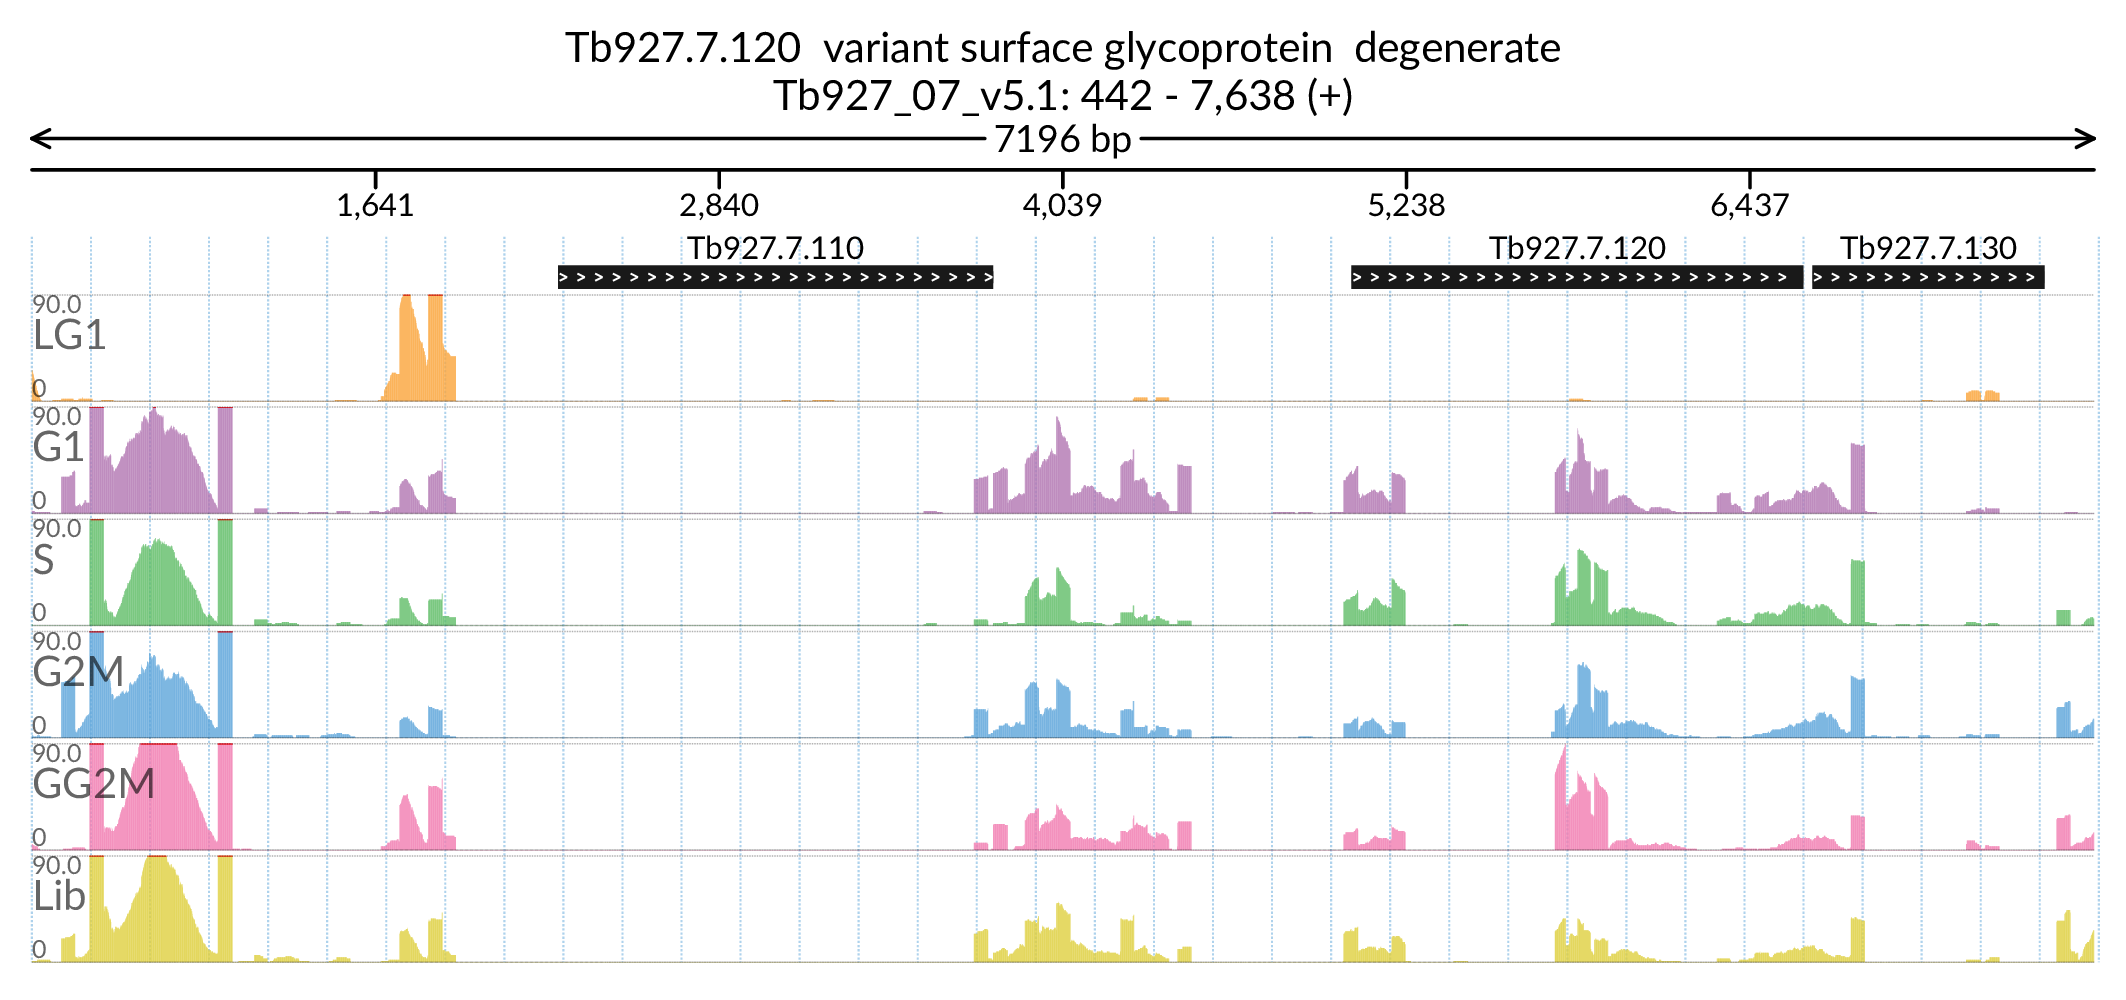 Tb927.7.120  variant surface glycoprotein  degenerate
Tb927_07_v5.1: 442 - 7,638 (+)
7196 bp
1,641 2,840 4,039 5,238 6,437
Tb927.7.110 Tb927.7.120 Tb927.7.130
90.0
LG1
0
90.0
G1
0
90.0
S
0
90.0
G2M
0
90.0
GG2M
0
90.0
Lib
0